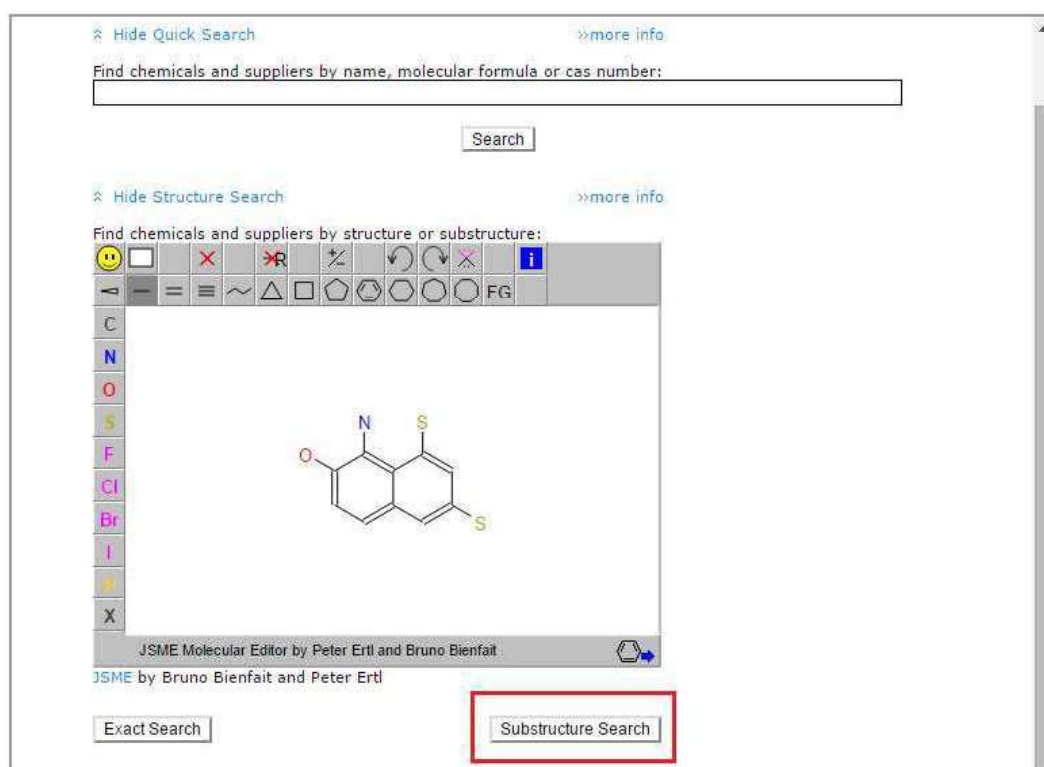 Hide Quick Search »more info
Find chemicals and suppliers by name, molecular formula or cas number:
Search
Hide Structure Search »more info
Find chemicals and suppliers by structure or substructure:
R +/- i
FG
C
N
O
S
F
Cl
Br
I
P
X
N S
O
S
JSME Molecular Editor by Peter Ertl and Bruno Bienfait
JSME by Bruno Bienfait and Peter Ertl
Exact Search Substructure Search